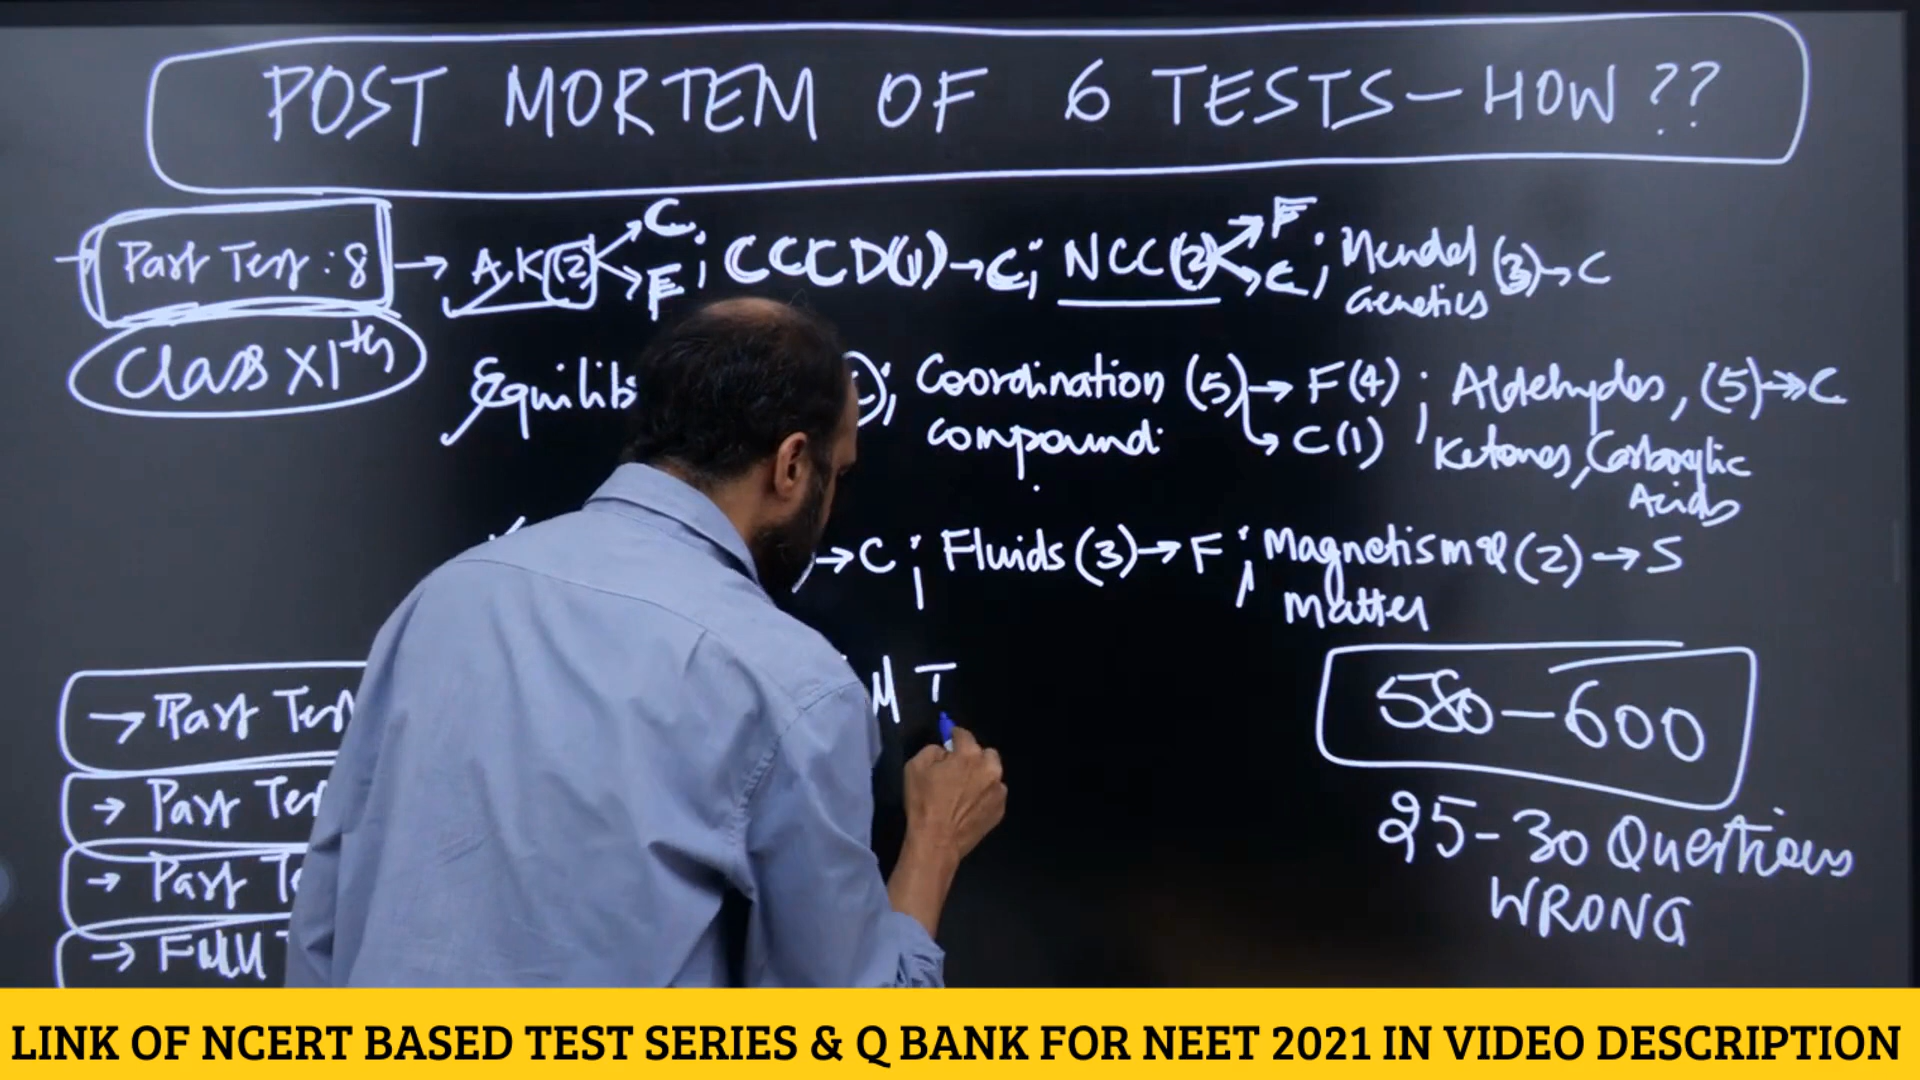 POST MORTEM OF 6 TESTS - HOW ??
Part Test : 8 → A.K (2) C F ; CCCD(1) → C ; NCC(2) F C ; Mendel (3) → C
Genetics
Class XIth
; Coordination (5) → F(4) ; Aldehydes, (5) → C
compound C(1) Ketones, Carboxylic
Acids
→ C ; Fluids (3) → F ; Magnetism & (2) → S
Matter
M T
580 - 600
→ Part Test
→ Part
→ Part
→ Full
25 - 30 Questions
WRONG
LINK OF NCERT BASED TEST SERIES & Q BANK FOR NEET 2021 IN VIDEO DESCRIPTION